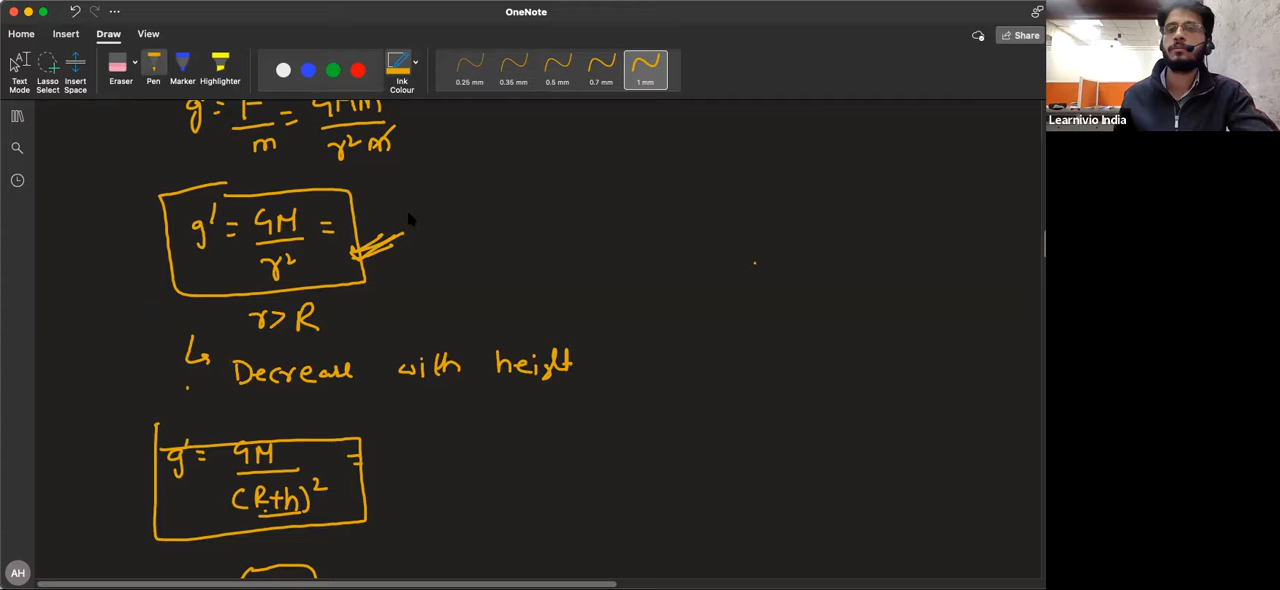 OneNote
Home Insert Draw View
Share
Text Mode
Lasso Select
Insert Space
Eraser
Pen
Marker
Highlighter
Ink Colour
0.25 mm
0.35 mm
0.5 mm
0.7 mm
1 mm
Learnivio India
g = F/m = GMm/r² m
g' = GM/r² =
r > R
↳ Decrease with height
g' = GM/(R+h)² =
AH